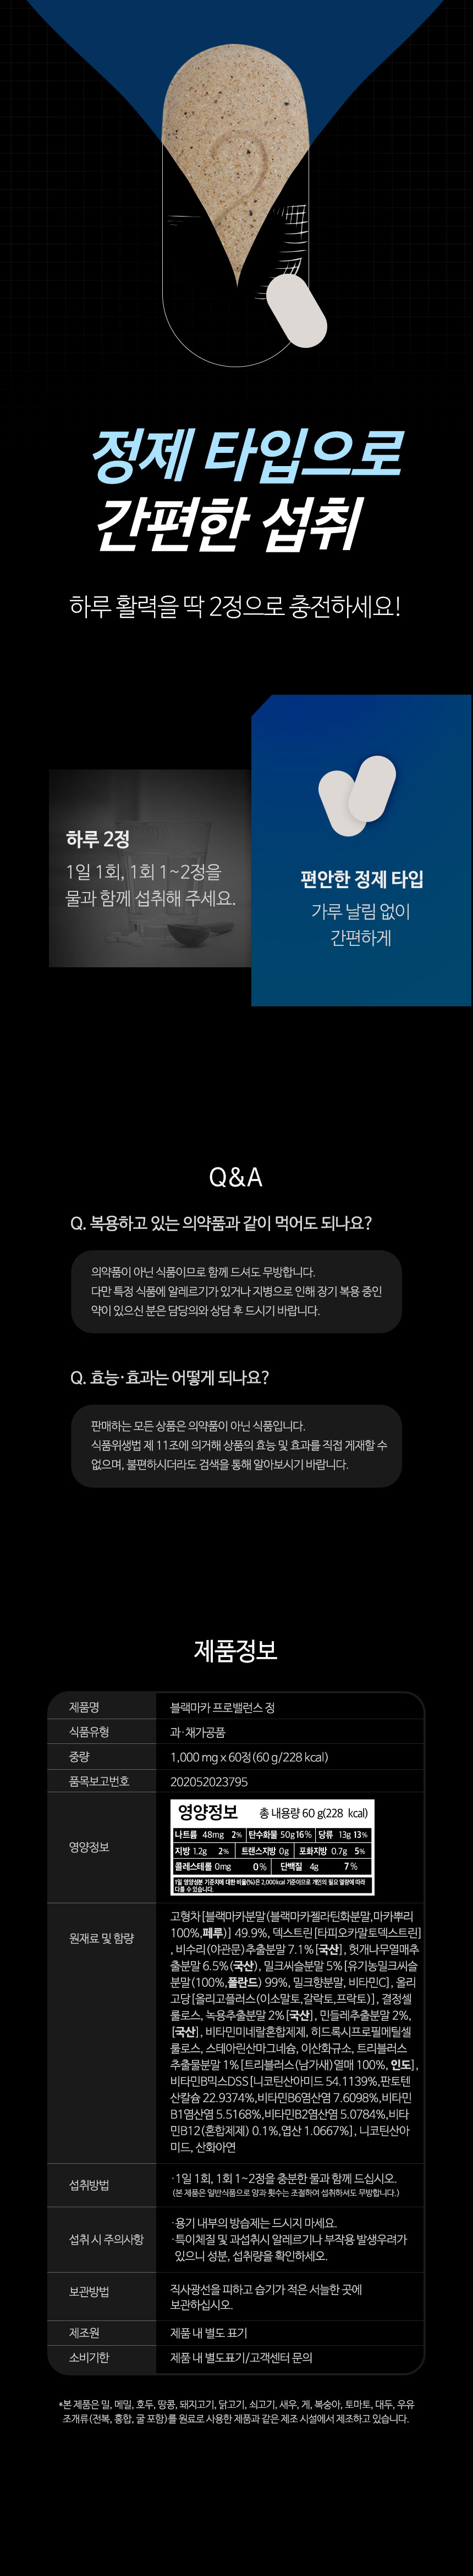 정제 타입으로
간편한 섭취
하루 활력을 딱 2정으로 충전하세요!
하루 2정
1일 1회, 1회 1~2정을
물과 함께 섭취해 주세요.
편안한 정제 타입
가루 날림 없이
간편하게
Q&A
Q. 복용하고 있는 의약품과 같이 먹어도 되나요?
의약품이 아닌 식품이므로 함께 드셔도 무방합니다.
다만 특정 식품에 알레르기가 있거나 지병으로 인해 장기 복용 중인
약이 있으신 분은 담당의와 상담 후 드시기 바랍니다.
Q. 효능·효과는 어떻게 되나요?
판매하는 모든 상품은 의약품이 아닌 식품입니다.
식품위생법 제 11조에 의거해 상품의 효능 및 효과를 직접 게재할 수
없으며, 불편하시더라도 검색을 통해 알아보시기 바랍니다.
제품정보
제품명
블랙마카 프로밸런스 정
식품유형
과·채가공품
중량
1,000 mg x 60정(60 g/228 kcal)
품목보고번호
202052023795
영양정보
영양정보 총 내용량 60 g(228 kcal)
나트륨 48mg 2% 탄수화물 50g 16% 당류 13g 13%
지방 1.2g 2% 트랜스지방 0g 포화지방 0.7g 5%
콜레스테롤 0mg 0% 단백질 4g 7%
1일 영양성분 기준치에 대한 비율(%)은 2,000kcal 기준이므로 개인의 필요 열량에 따라
다를 수 있습니다.
원재료 및 함량
고형차[블랙마카분말(블랙마카젤라틴화분말,마카뿌리
100%,페루)] 49.9%, 덱스트린[타피오카말토덱스트린]
, 비수리(야관문)추출분말 7.1%[국산], 헛개나무열매추
출분말 6.5%(국산), 밀크씨슬분말 5%[유기농밀크씨슬
분말(100%,폴란드) 99%, 밀크향분말, 비타민C], 올리
고당[올리고플러스(이소말토,갈락토,프락토)], 결정셀
룰로스, 녹용추출분말 2%[국산], 민들레추출분말 2%,
[국산], 비타민미네랄혼합제제, 히드록시프로필메틸셀
룰로스, 스테아린산마그네슘, 이산화규소, 트리블러스
추출물분말 1%[트리블러스(남가새)열매 100%, 인도],
비타민B믹스DSS[니코틴산아미드 54.1139%,판토텐
산칼슘 22.9374%,비타민B6염산염 7.6098%,비타민
B1염산염 5.5168%,비타민B2염산염 5.0784%,비타
민B12(혼합제제) 0.1%,엽산 1.0667%], 니코틴산아
미드, 산화아연
섭취방법
·1일 1회, 1회 1~2정을 충분한 물과 함께 드십시오.
(본 제품은 일반식품으로 양과 횟수는 조절하여 섭취하셔도 무방합니다.)
섭취 시 주의사항
·용기 내부의 방습제는 드시지 마세요.
·특이체질 및 과섭취시 알레르기나 부작용 발생우려가
있으니 성분, 섭취량을 확인하세요.
보관방법
직사광선을 피하고 습기가 적은 서늘한 곳에
보관하십시오.
제조원
제품 내 별도 표기
소비기한
제품 내 별도표기/고객센터 문의
*본 제품은 밀, 메밀, 호두, 땅콩, 돼지고기, 닭고기, 쇠고기, 새우, 게, 복숭아, 토마토, 대두, 우유
조개류(전복, 홍합, 굴 포함)를 원료로 사용한 제품과 같은 제조 시설에서 제조하고 있습니다.